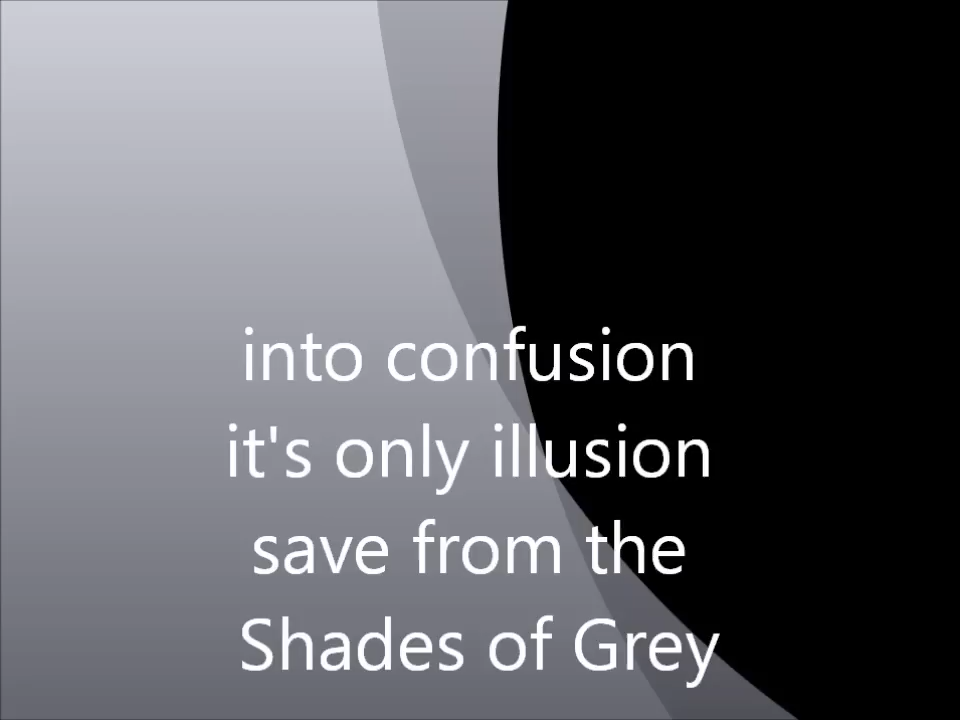 into confusion
it's only illusion
save from the
Shades of Grey